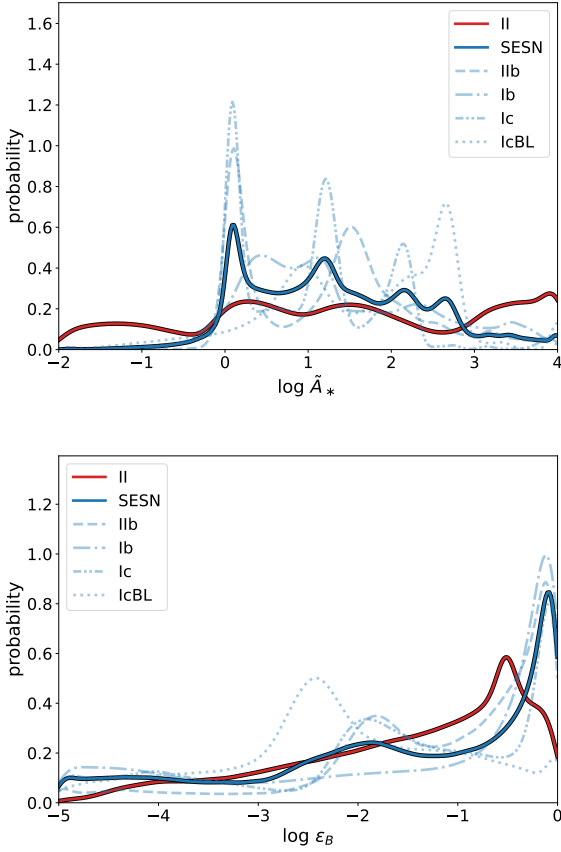 1.6
1.4
1.2
1.0
0.8
0.6
0.4
0.2
0.0
probability
II
SESN
IIb
Ib
Ic
IcBL
−2 −1 0 1 2 3 4
log Ã*
1.2
1.0
0.8
0.6
0.4
0.2
0.0
probability
II
SESN
IIb
Ib
Ic
IcBL
−5 −4 −3 −2 −1 0
log ε_B